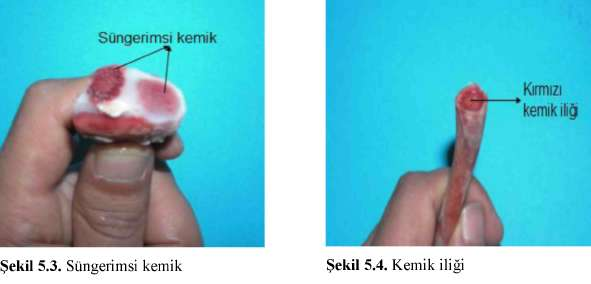 Süngerimsi kemik
Kırmızı
kemik iliği
Şekil 5.3. Süngerimsi kemik
Şekil 5.4. Kemik iliği